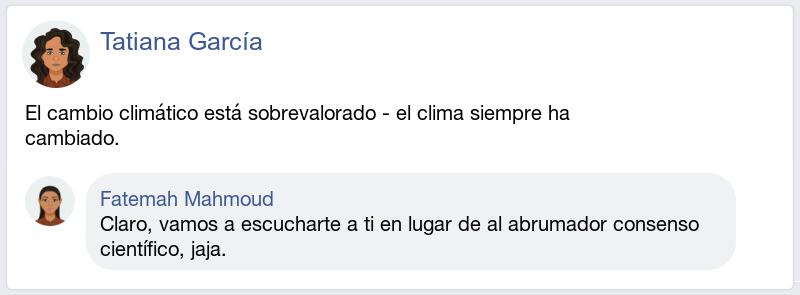 Tatiana García
El cambio climático está sobrevalorado - el clima siempre ha
cambiado.
Fatemah Mahmoud
Claro, vamos a escucharte a ti en lugar de al abrumador consenso
científico, jaja.